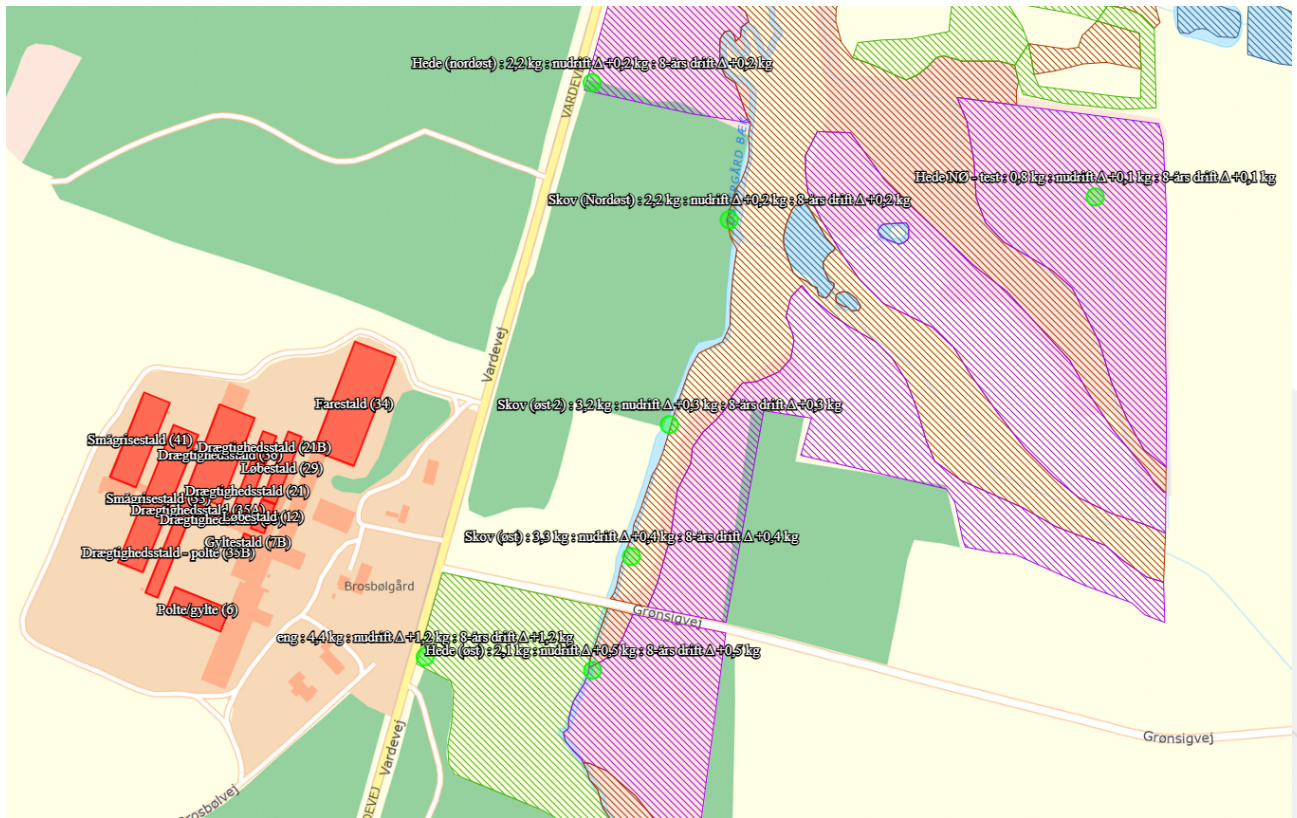 Hede (nordøst) : 2,2 kg : nudrift Δ +0,2 kg : 8-års drift Δ +0,2 kg
VARDEVEJ
Hede NØ - test : 0,8 kg : nudrift Δ +0,1 kg : 8-års drift Δ +0,1 kg
Skov (Nordøst) : 2,2 kg : nudrift Δ +0,2 kg : 8-års drift Δ +0,2 kg
BÆK
Vardevej
Farestald (34)
Skov (øst 2) : 3,2 kg : nudrift Δ +0,3 kg : 8-års drift Δ +0,3 kg
Smågrisestald (41)
Drægtighedsstald (21B)
Løbestald (29)
Drægtighedsstald (21)
Løbestald (12)
Gyltestald (7B)
Drægtighedsstald - polte (35B)
Skov (øst) : 3,3 kg : nudrift Δ +0,4 kg : 8-års drift Δ +0,4 kg
Brosbølgård
Polte/gylte (6)
Grønsigvej
eng : 4,4 kg : nudrift Δ +1,2 kg : 8-års drift Δ +1,2 kg
Hede (øst) : 2,1 kg : nudrift Δ +0,5 kg : 8-års drift Δ +0,5 kg
Vardevej
Grønsigvej
Brosbølvej